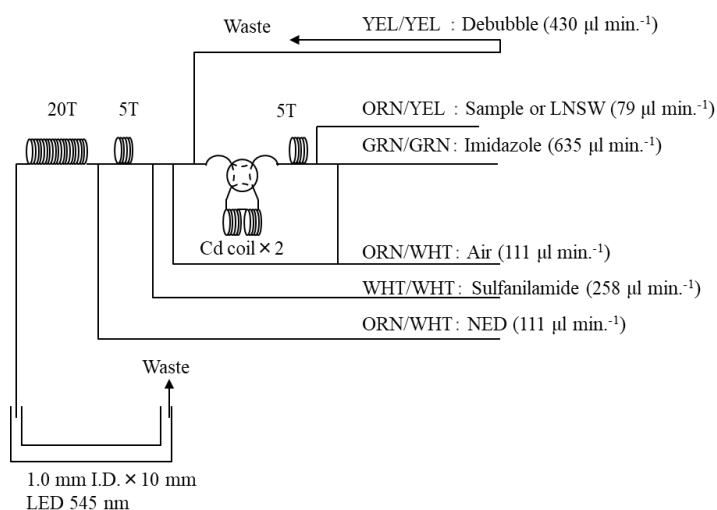 Waste
YEL/YEL : Debubble (430 μl min.⁻¹)
20T
5T
5T
ORN/YEL : Sample or LNSW (79 μl min.⁻¹)
GRN/GRN : Imidazole (635 μl min.⁻¹)
Cd coil × 2
ORN/WHT : Air (111 μl min.⁻¹)
WHT/WHT : Sulfanilamide (258 μl min.⁻¹)
ORN/WHT : NED (111 μl min.⁻¹)
Waste
1.0 mm I.D. × 10 mm
LED 545 nm